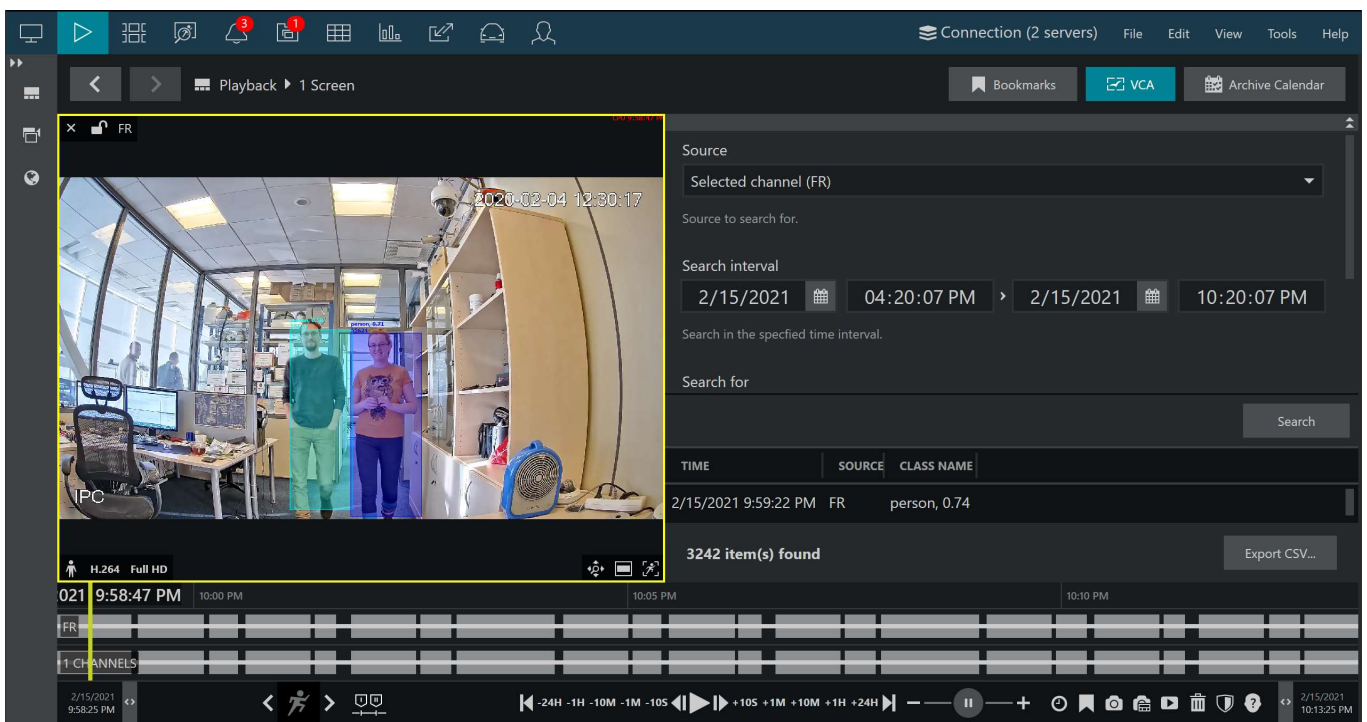 3
1
Connection (2 servers) File Edit View Tools Help
Playback 1 Screen
Bookmarks VCA Archive Calendar
FR
2020-02-04 12:30:17
person, 0.71
IPC
H.264 Full HD
Source
Selected channel (FR)
Source to search for.
Search interval
2/15/2021 04:20:07 PM 2/15/2021 10:20:07 PM
Search in the specfied time interval.
Search for
Search
TIME SOURCE CLASS NAME
2/15/2021 9:59:22 PM FR person, 0.74
3242 item(s) found
Export CSV...
021 9:58:47 PM 10:00 PM 10:05 PM 10:10 PM
FR
1 CHANNELS
2/15/2021
9:58:25 PM
-24H -1H -10M -1M -10S +10S +1M +10M +1H +24H
2/15/2021
10:13:25 PM